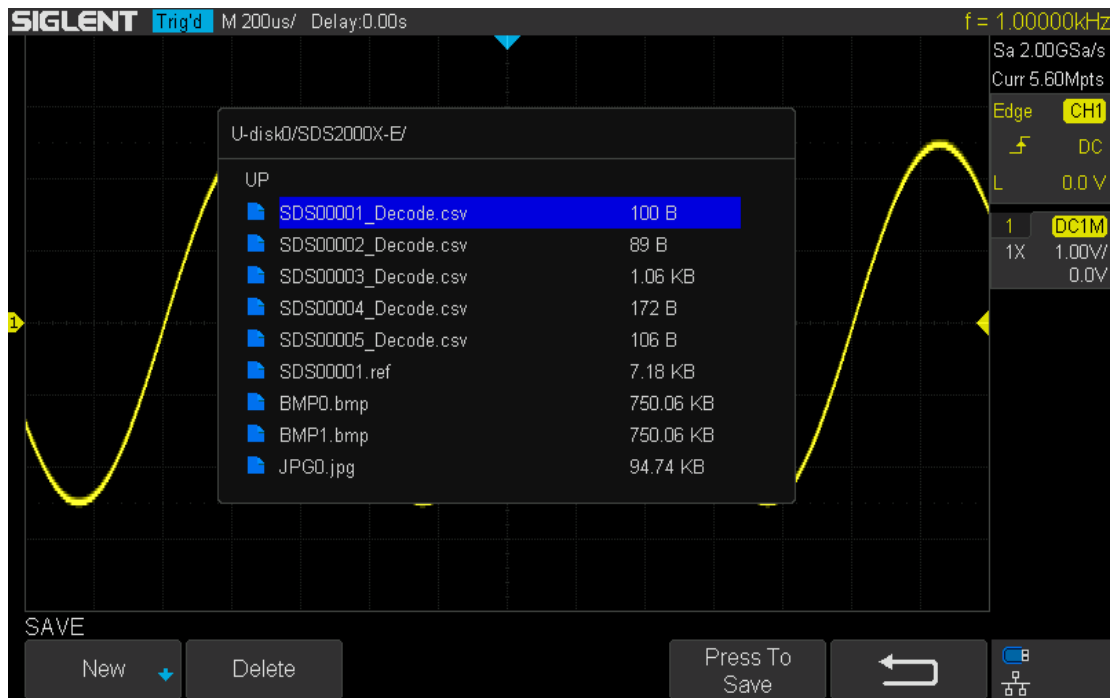 SIGLENT Trig'd M 200us/ Delay:0.00s f = 1.00000kHz
Sa 2.00GSa/s
Curr 5.60Mpts
Edge CH1
DC
L 0.0 V
1 DC1M
1X 1.00V/
0.0V
U-disk0/SDS2000X-E/
UP
SDS00001_Decode.csv 100 B
SDS00002_Decode.csv 89 B
SDS00003_Decode.csv 1.06 KB
SDS00004_Decode.csv 172 B
SDS00005_Decode.csv 106 B
SDS00001.ref 7.18 KB
BMP0.bmp 750.06 KB
BMP1.bmp 750.06 KB
JPG0.jpg 94.74 KB
1
SAVE
New
Delete
Press To
Save